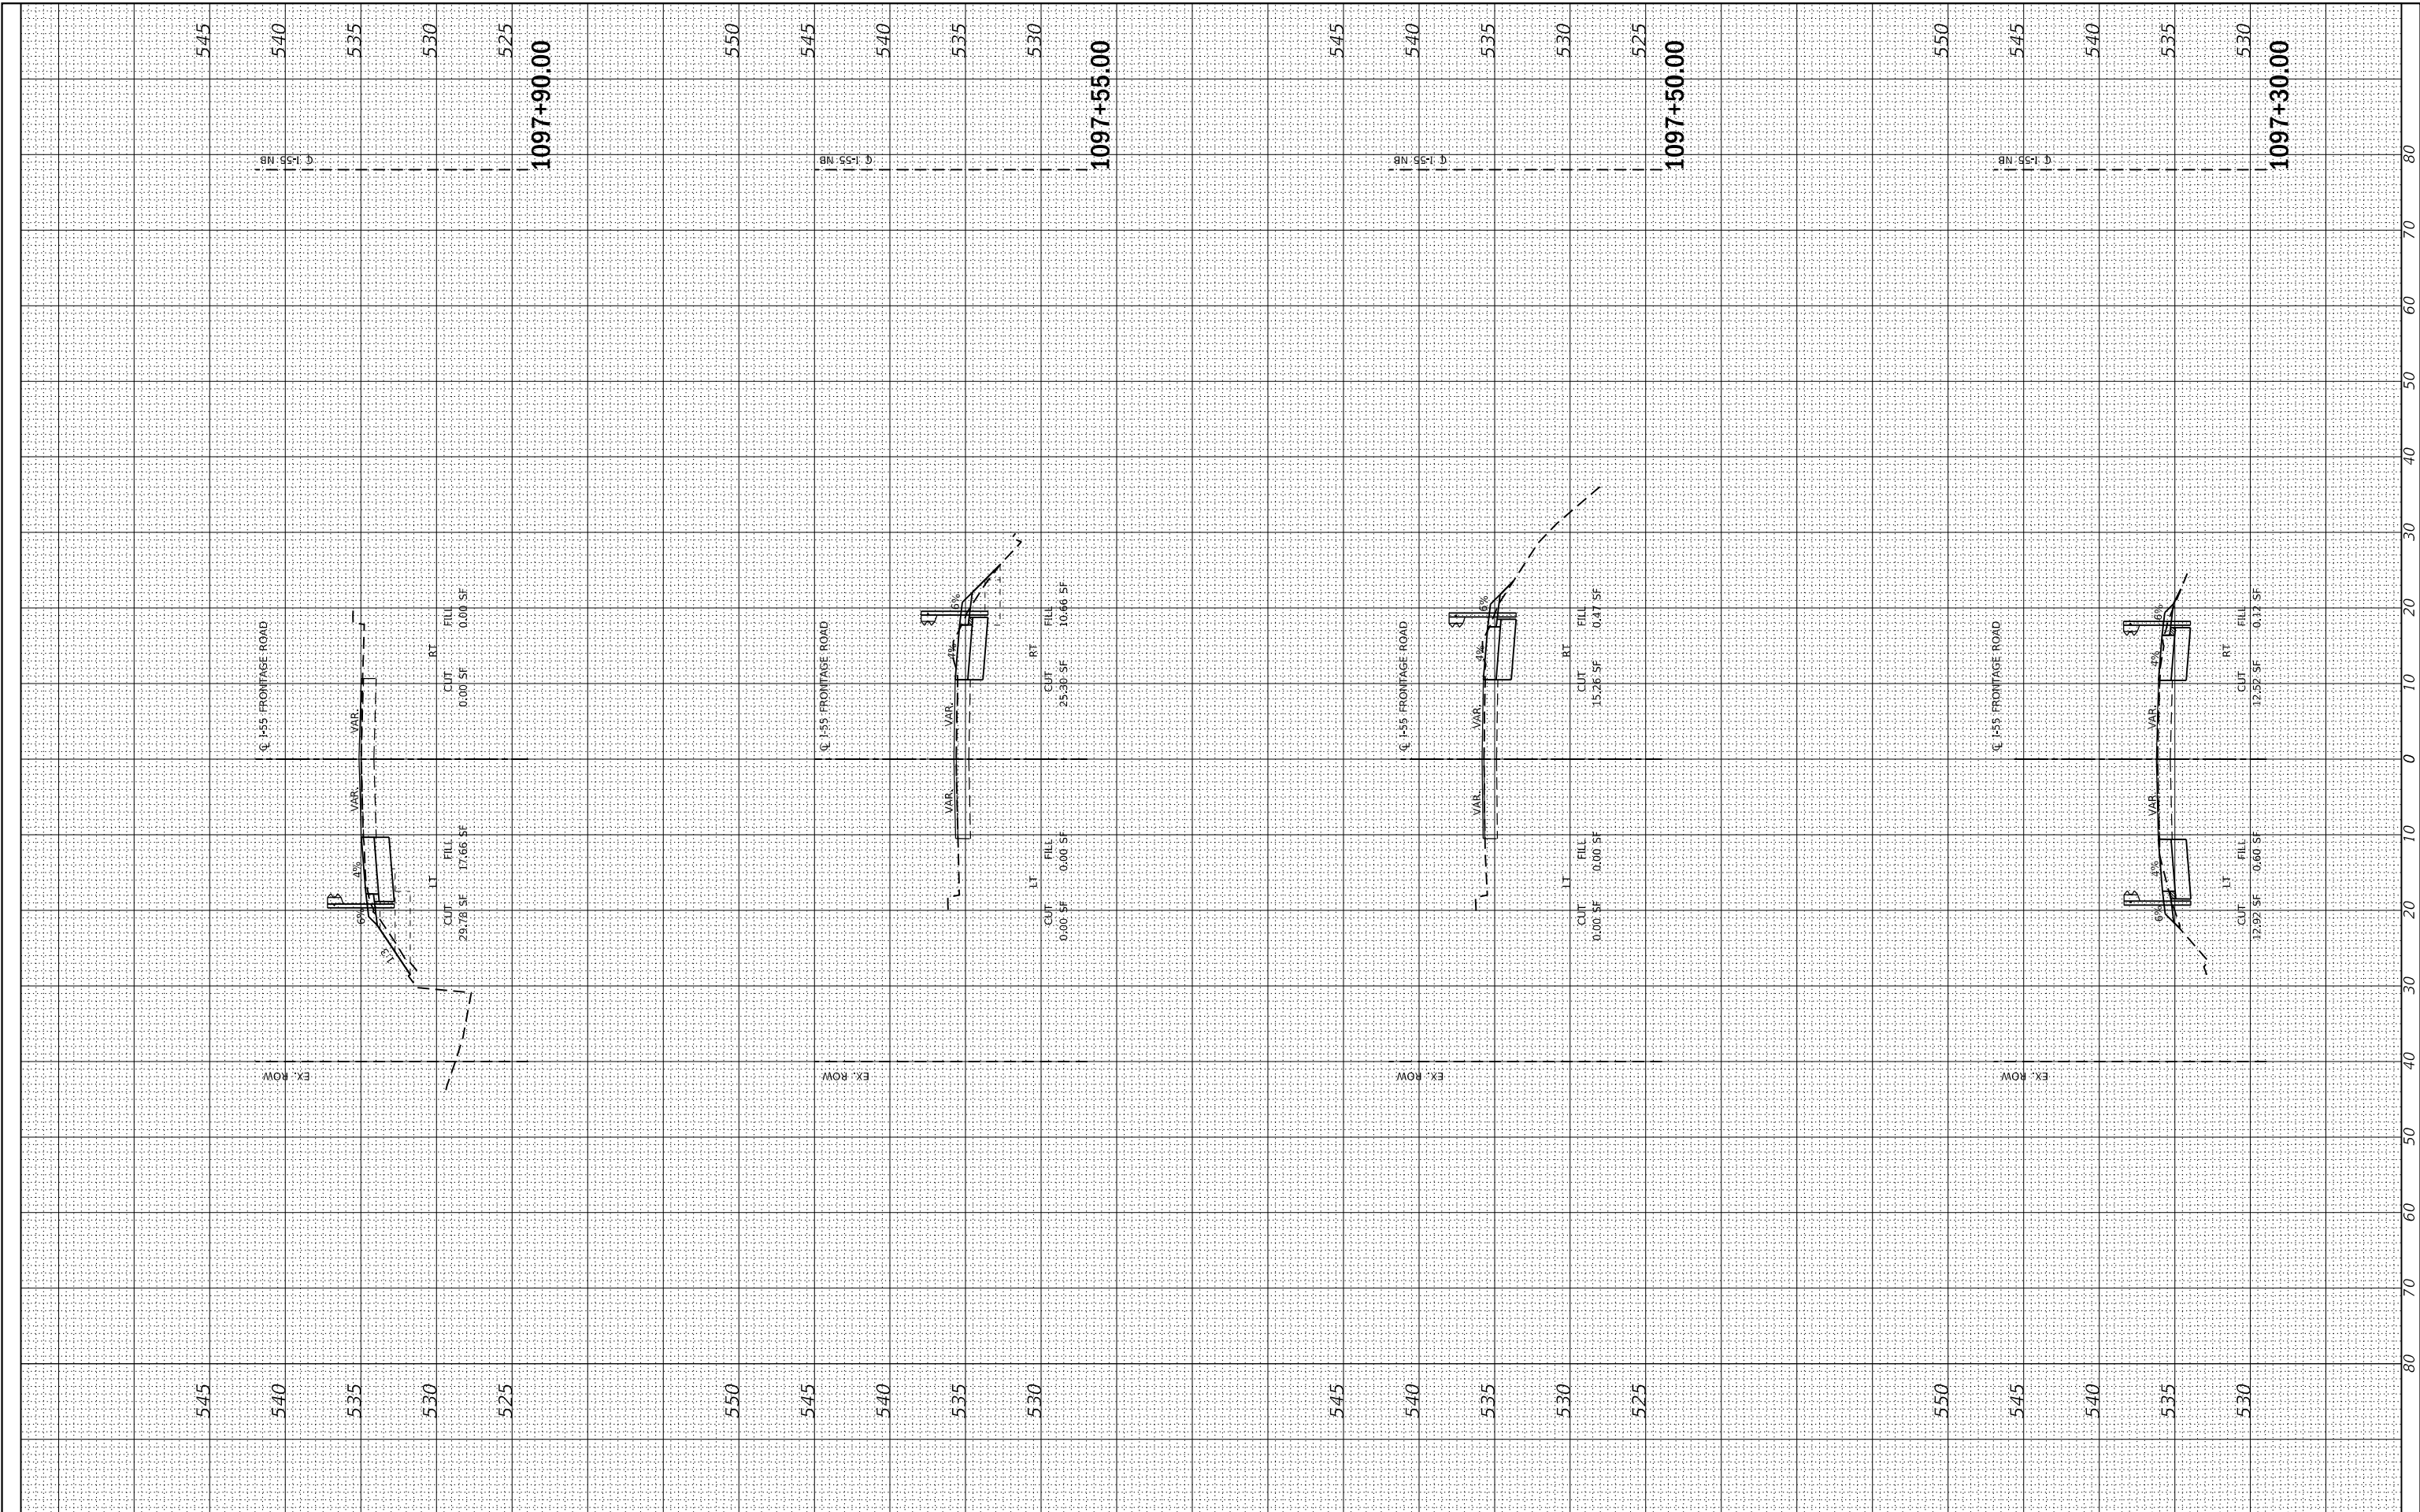 545
540
535
530
525
1097+90.00
℄ I-55 NB
℄ I-55 FRONTAGE ROAD
VAR.
VAR.
4%
6%
1:3
LT
CUT FILL
29.78 SF 17.66 SF
RT
CUT FILL
0.00 SF 0.00 SF
EX. ROW
545
540
535
530
525
550
545
540
535
530
1097+55.00
℄ I-55 NB
℄ I-55 FRONTAGE ROAD
VAR.
VAR.
4%
6%
LT
CUT FILL
0.00 SF 0.00 SF
RT
CUT FILL
25.30 SF 10.66 SF
EX. ROW
550
545
540
535
530
545
540
535
530
525
1097+50.00
℄ I-55 NB
℄ I-55 FRONTAGE ROAD
VAR.
VAR.
4%
6%
LT
CUT FILL
0.00 SF 0.00 SF
RT
CUT FILL
15.26 SF 0.47 SF
EX. ROW
545
540
535
530
525
550
545
540
535
530
1097+30.00
℄ I-55 NB
℄ I-55 FRONTAGE ROAD
VAR.
VAR.
4%
6%
4%
6%
LT
CUT FILL
12.92 SF 0.60 SF
RT
CUT FILL
12.52 SF 0.12 SF
EX. ROW
550
545
540
535
530
80 70 60 50 40 30 20 10 0 10 20 30 40 50 60 70 80